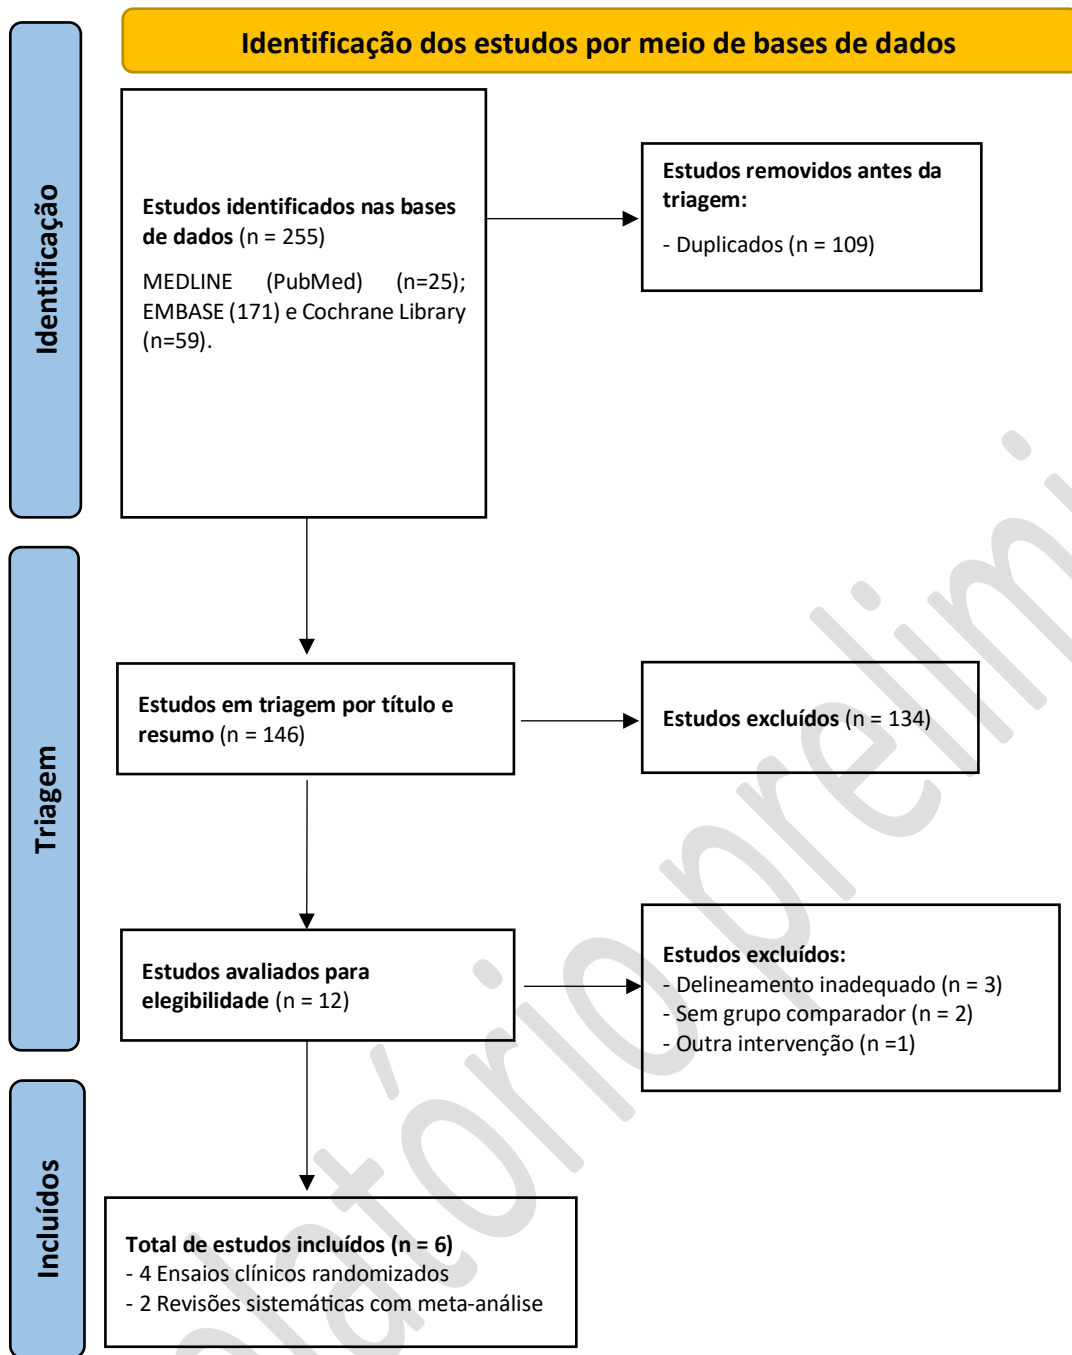 Identificação dos estudos por meio de bases de dados
Identificação
Estudos identificados nas bases
de dados (n = 255)
MEDLINE (PubMed) (n=25);
EMBASE (171) e Cochrane Library
(n=59).
Estudos removidos antes da
triagem:
- Duplicados (n = 109)
Triagem
Estudos em triagem por título e
resumo (n = 146)
Estudos excluídos (n = 134)
Estudos avaliados para
elegibilidade (n = 12)
Estudos excluídos:
- Delineamento inadequado (n = 3)
- Sem grupo comparador (n = 2)
- Outra intervenção (n =1)
Incluídos
Total de estudos incluídos (n = 6)
- 4 Ensaios clínicos randomizados
- 2 Revisões sistemáticas com meta-análise
latório prelimi